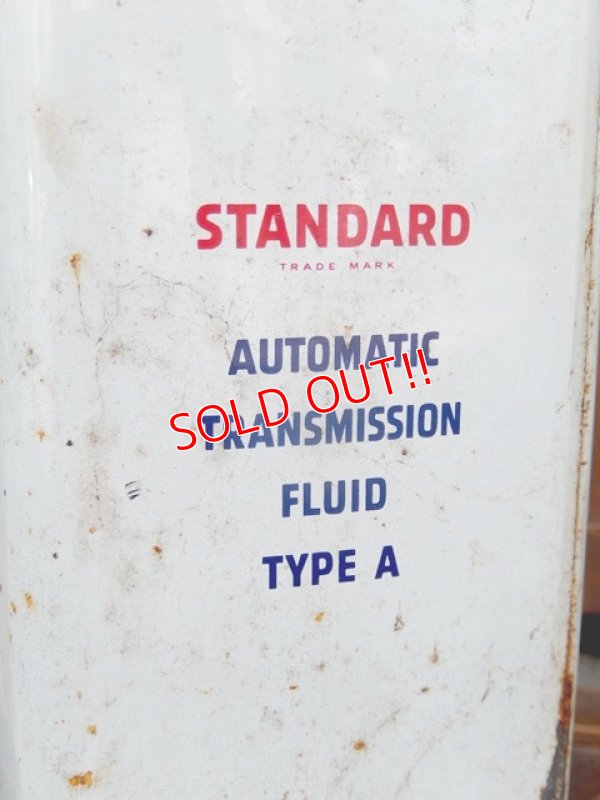 STANDARD
TRADE MARK
AUTOMATIC
SOLD OUT!!
TRANSMISSION
FLUID
TYPE A